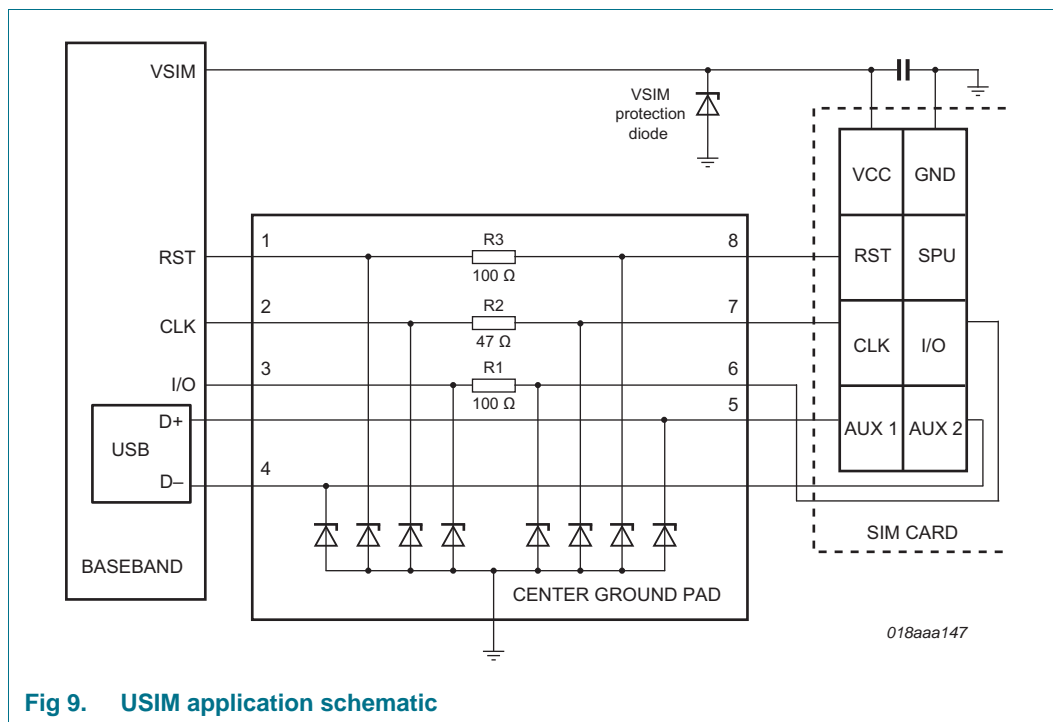 VSIM
VSIM
protection
diode
VCC GND
1 R3 8
RST
100 Ω
RST SPU
2 R2 7
CLK
47 Ω
CLK I/O
3 R1 6
I/O
100 Ω
5
D+
AUX 1 AUX 2
USB
4
D–
SIM CARD
BASEBAND
CENTER GROUND PAD
018aaa147
Fig 9. USIM application schematic